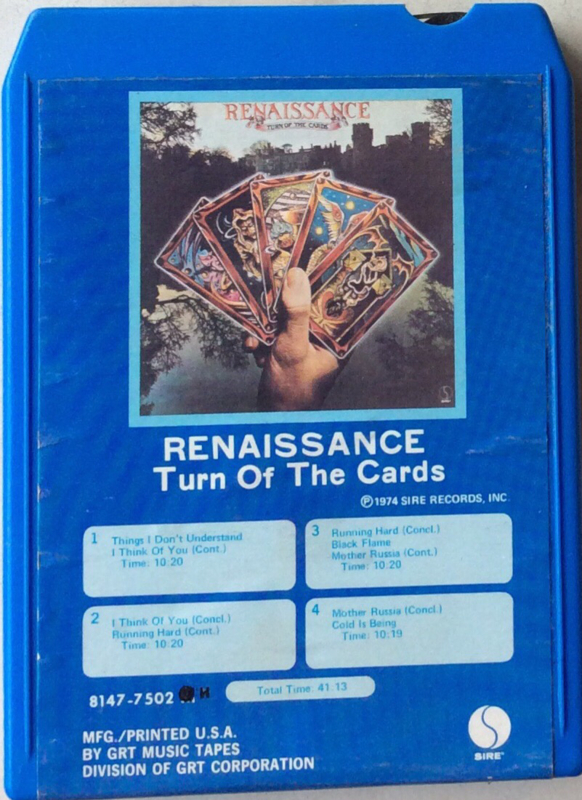 RENAISSANCE
TURN OF THE CARDS
RENAISSANCE
Turn Of The Cards
Ⓟ1974 SIRE RECORDS, INC.
1 Things I Don't Understand
I Think Of You (Cont.)
Time: 10:20
2 I Think Of You (Concl.)
Running Hard (Cont.)
Time: 10:20
3 Running Hard (Concl.)
Black Flame
Mother Russia (Cont.)
Time: 10:20
4 Mother Russia (Concl.)
Cold Is Being
Time: 10:19
8147-7502 H
Total Time: 41:13
MFG./PRINTED U.S.A.
BY GRT MUSIC TAPES
DIVISION OF GRT CORPORATION
SIRE